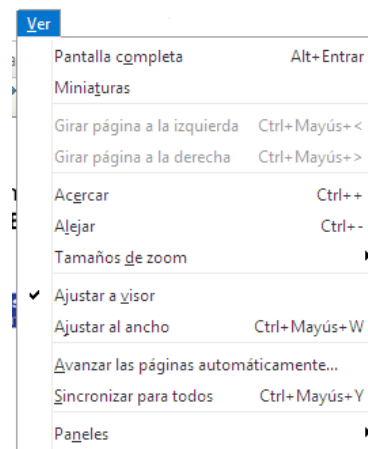 Ver
Pantalla completa Alt+Entrar
Miniaturas
Girar página a la izquierda Ctrl+Mayús+<
Girar página a la derecha Ctrl+Mayús+>
Acercar Ctrl++
Alejar Ctrl+-
Tamaños de zoom
Ajustar a visor
Ajustar al ancho Ctrl+Mayús+W
Avanzar las páginas automáticamente...
Sincronizar para todos Ctrl+Mayús+Y
Paneles